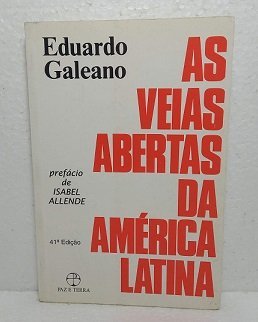 Eduardo
Galeano
AS
VEIAS
ABERTAS
DA
AMÉRICA
LATINA
prefácio
de
ISABEL
ALLENDE
41ª Edição
PAZ E TERRA